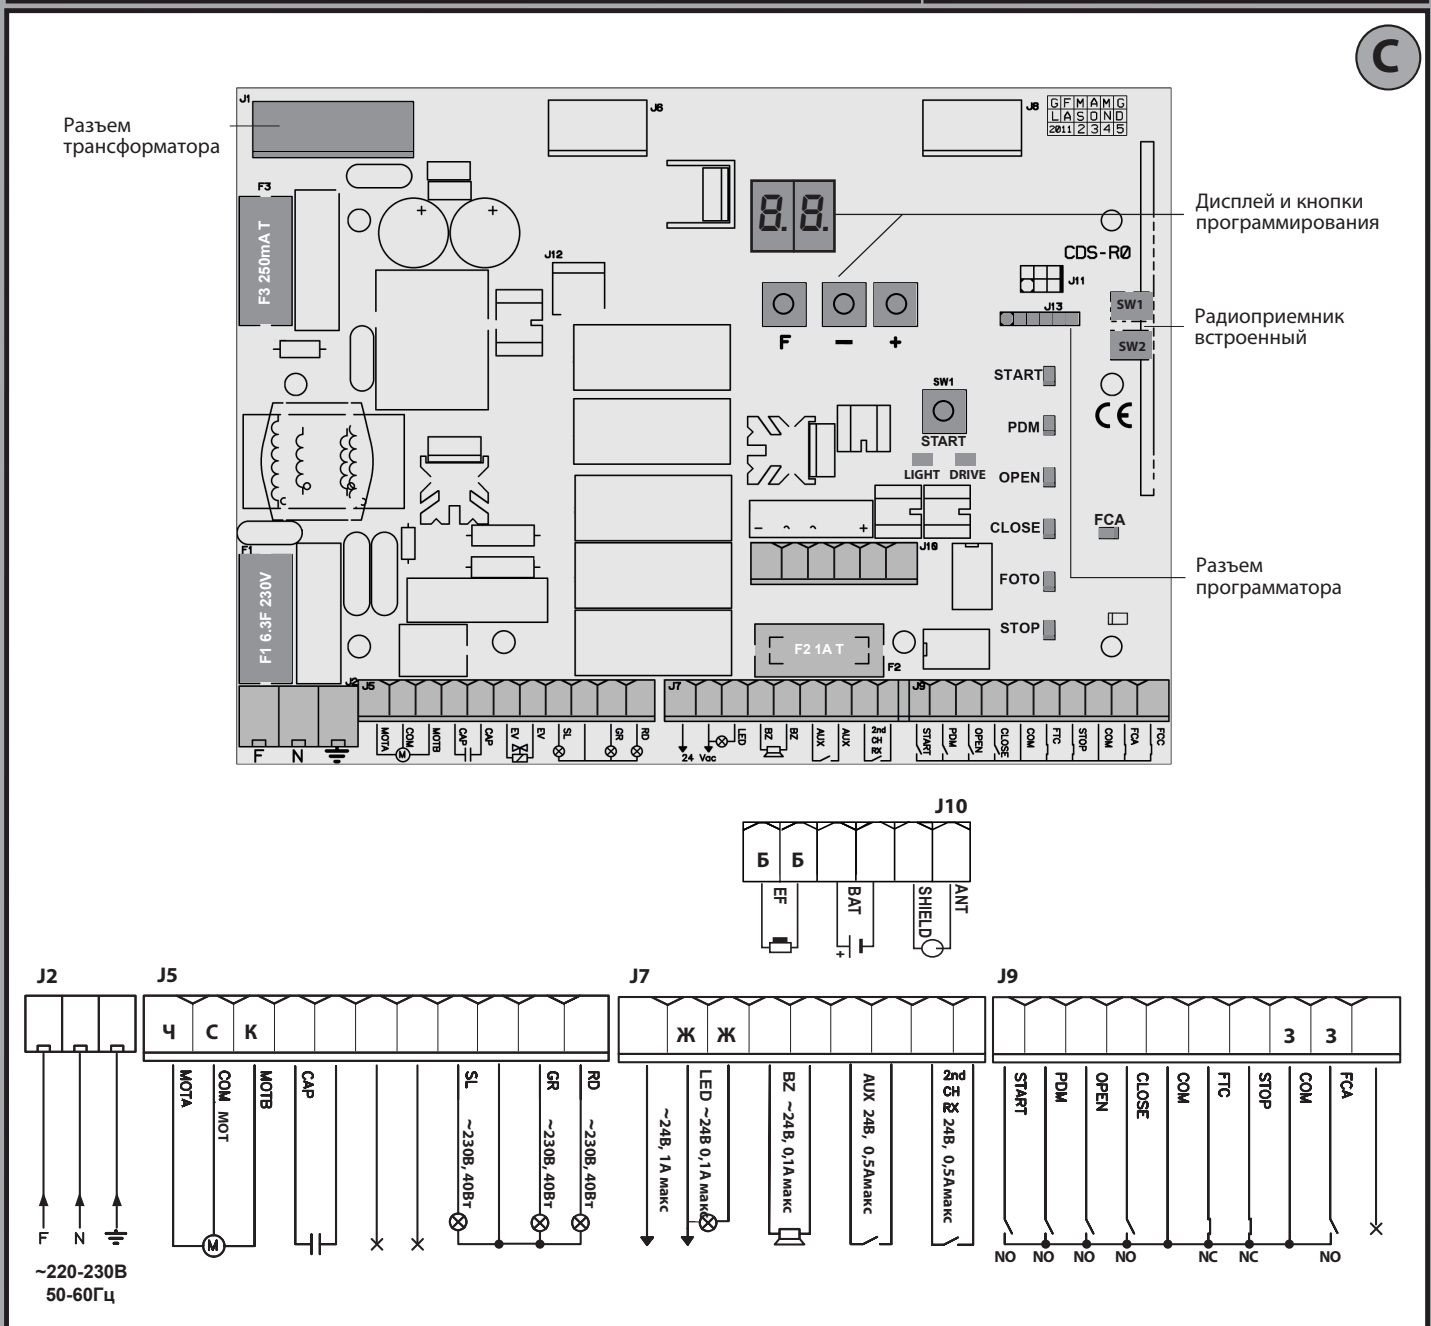 C
J1
J6
J8
G F M A M G
L A S O N D
2011 2 3 4 5
Разъем
трансформатора
F3
F3 250mA T
+
+
J12
8.8.
Дисплей и кнопки
программирования
CDS-R0
J11
J13
SW1
SW2
Радиоприемник
встроенный
F
−
+
START
SW1
START
CE
PDM
LIGHT
DRIVE
OPEN
CLOSE
FCA
J10
FOTO
STOP
Разъем
программатора
F1
F1 6.3F 230V
F2 1A T
F2
J2
J5
J7
J9
F
N
MOTA
COM
MOTB
M
CAP
CAP
EV
EV
SL
GR
RD
24 Vac
LED
BZ
BZ
AUX
AUX
2nd
CH
RX
START
PDM
OPEN
CLOSE
COM
FTC
STOP
COM
FCA
FCC
J10
Б
Б
EF
BAT
+
SHIELD
ANT
J2
F
N
~220-230В
50-60Гц
J5
Ч
С
К
MOTA
COM МОТ
MOTB
M
CAP
SL ~230В, 40Вт
GR ~230В, 40Вт
RD ~230В, 40Вт
J7
Ж
Ж
~24В, 1А макс
LED ~24В 0,1А макс
BZ ~24В, 0,1Амакс
AUX 24В, 0,5Амакс
2nd
CH
RX 24В, 0,5Амакс
J9
З
З
START
PDM
OPEN
CLOSE
COM
FTC
STOP
COM
FCA
NO
NO
NO
NO
NC
NC
NO